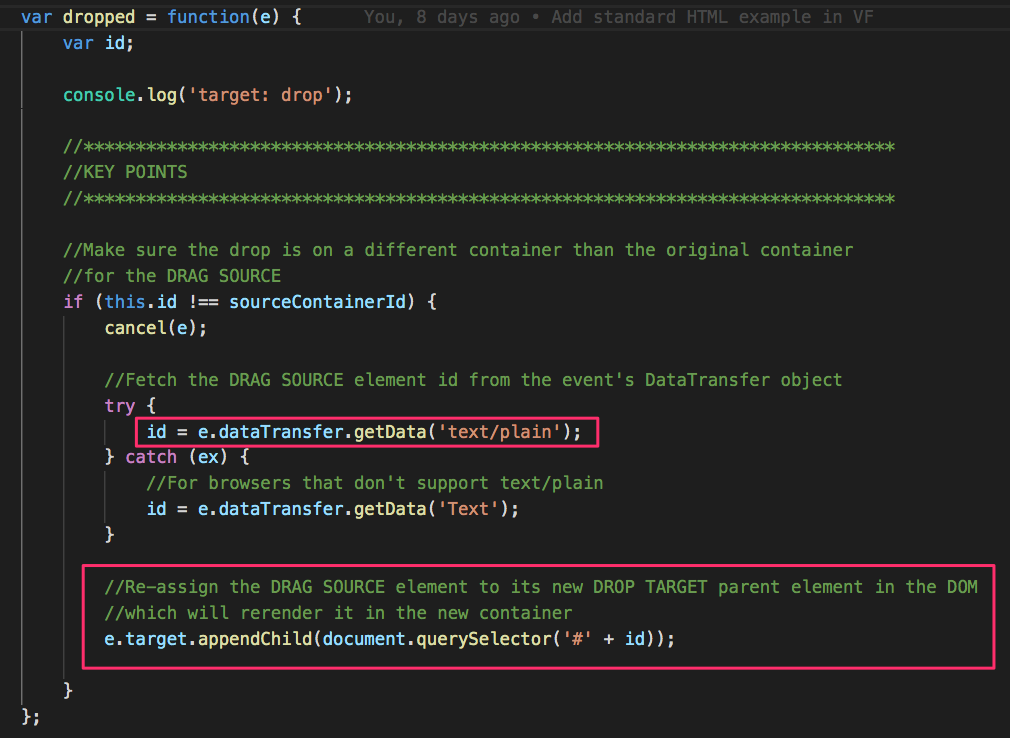 var dropped = function(e) {      You, 8 days ago • Add standard HTML example in VF
    var id;

    console.log('target: drop');

    //******************************************************************************
    //KEY POINTS
    //******************************************************************************

    //Make sure the drop is on a different container than the original container
    //for the DRAG SOURCE
    if (this.id !== sourceContainerId) {
        cancel(e);

        //Fetch the DRAG SOURCE element id from the event's DataTransfer object
        try {
            id = e.dataTransfer.getData('text/plain');
        } catch (ex) {
            //For browsers that don't support text/plain
            id = e.dataTransfer.getData('Text');
        }

        //Re-assign the DRAG SOURCE element to its new DROP TARGET parent element in the DOM
        //which will rerender it in the new container
        e.target.appendChild(document.querySelector('#' + id));

    }
};